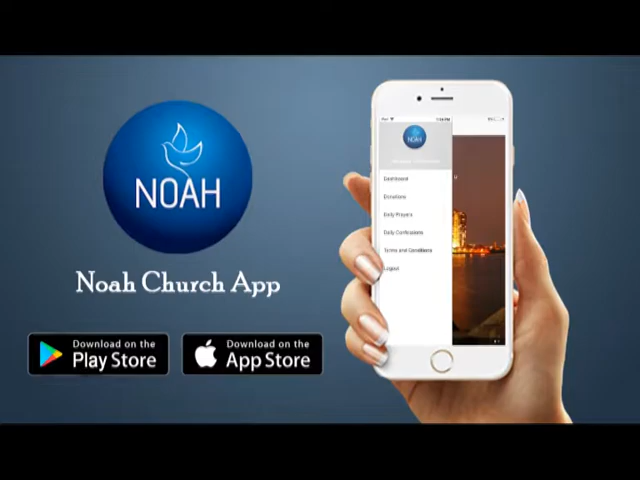 NOAH
Noah Church App
Download on the
Play Store
Download on the
App Store
NOAH
Dashboard
Donations
Daily Prayers
Daily Confessions
Terms and Conditions
Logout